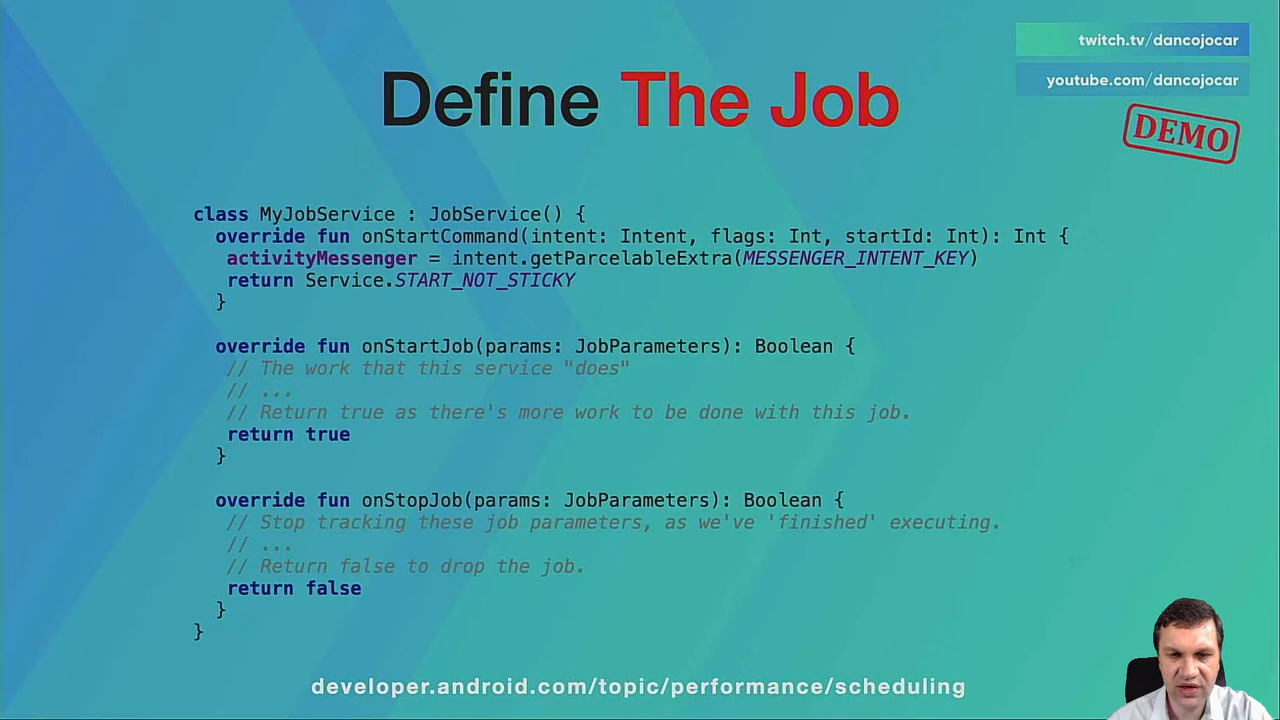 twitch.tv/dancojocar
youtube.com/dancojocar
Define The Job
DEMO
class MyJobService : JobService() {
override fun onStartCommand(intent: Intent, flags: Int, startId: Int): Int {
activityMessenger = intent.getParcelableExtra(MESSENGER_INTENT_KEY)
return Service.START_NOT_STICKY
}
override fun onStartJob(params: JobParameters): Boolean {
// The work that this service "does"
// ...
// Return true as there's more work to be done with this job.
return true
}
override fun onStopJob(params: JobParameters): Boolean {
// Stop tracking these job parameters, as we've 'finished' executing.
// ...
// Return false to drop the job.
return false
}
}
developer.android.com/topic/performance/scheduling